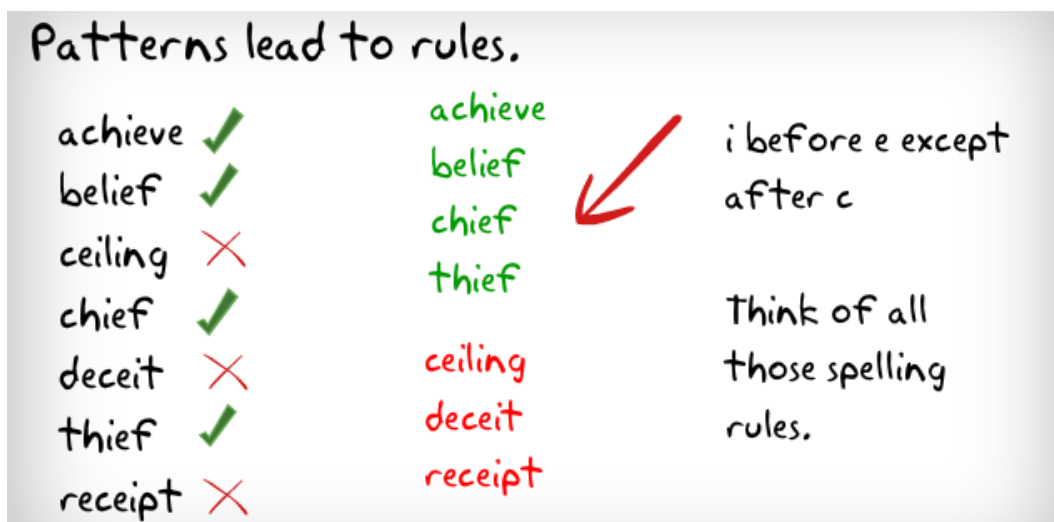 Patterns lead to rules.
achieve
belief
ceiling
chief
deceit
thief
receipt
achieve
belief
chief
thief
ceiling
deceit
receipt
i before e except
after c
Think of all
those spelling
rules.